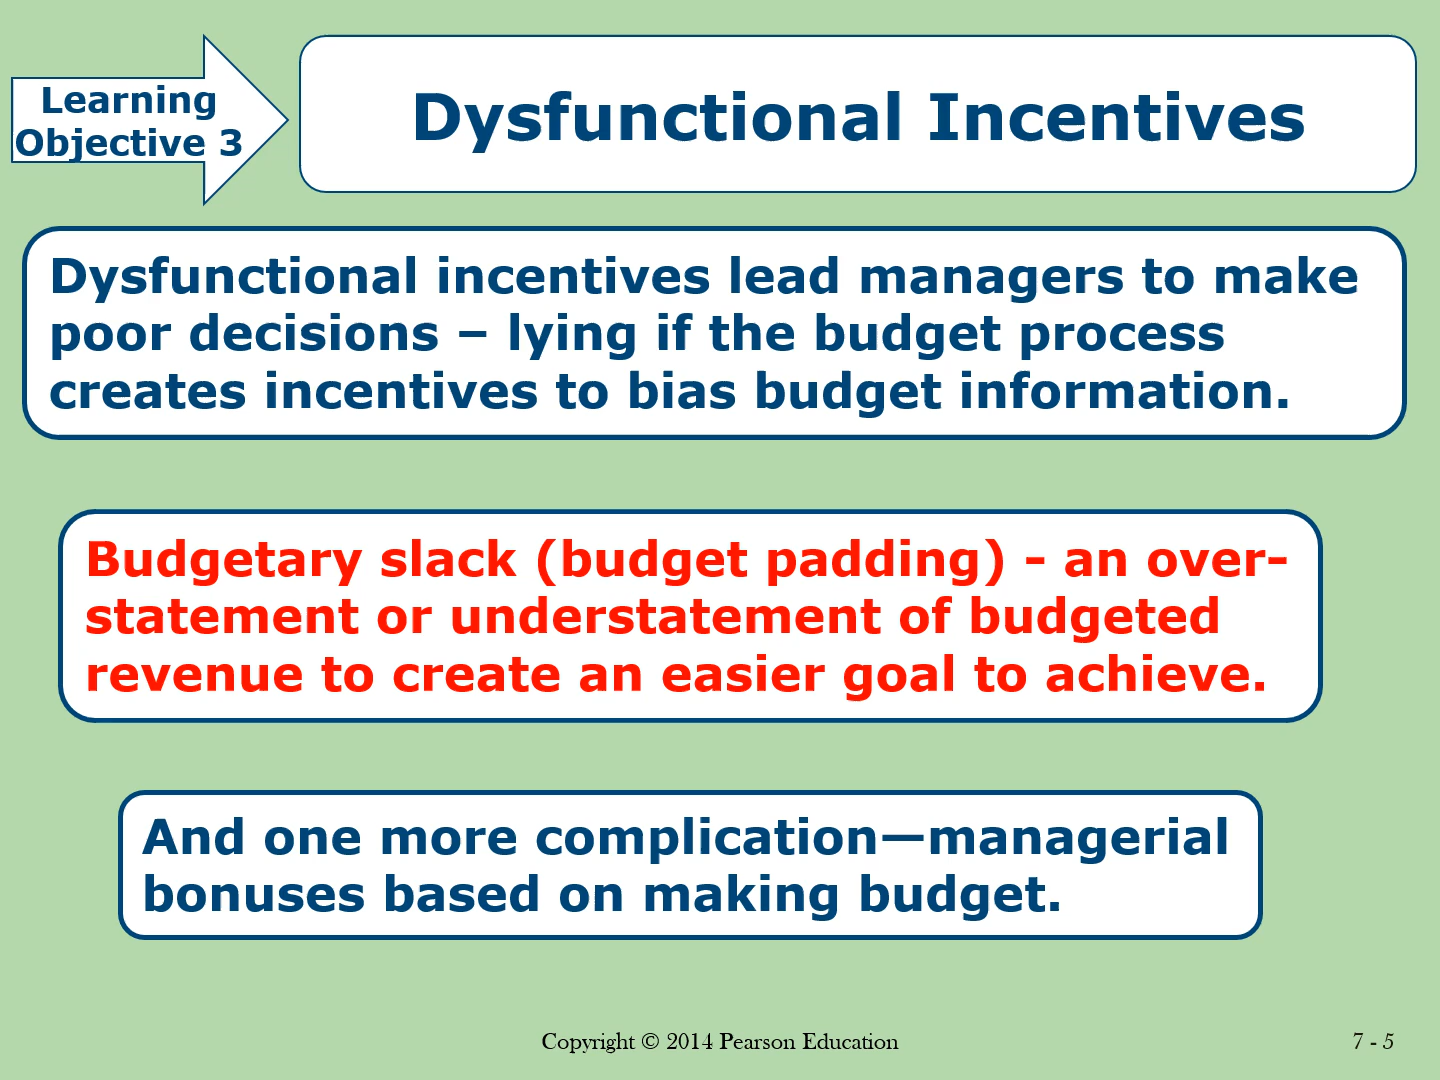 Learning
Objective 3
Dysfunctional Incentives
Dysfunctional incentives lead managers to make
poor decisions – lying if the budget process
creates incentives to bias budget information.
Budgetary slack (budget padding) - an over-
statement or understatement of budgeted
revenue to create an easier goal to achieve.
And one more complication—managerial
bonuses based on making budget.
Copyright © 2014 Pearson Education
7 - 5